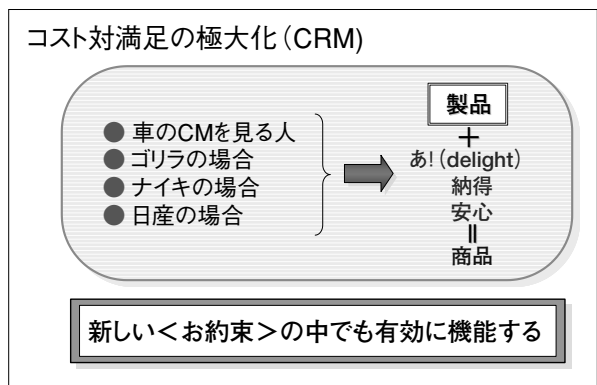 コスト対満足の極大化(CRM)
● 車のCMを見る人
● ゴリラの場合
● ナイキの場合
● 日産の場合
製品
＋
あ!(delight)
納得
安心
॥
商品
新しい＜お約束＞の中でも有効に機能する